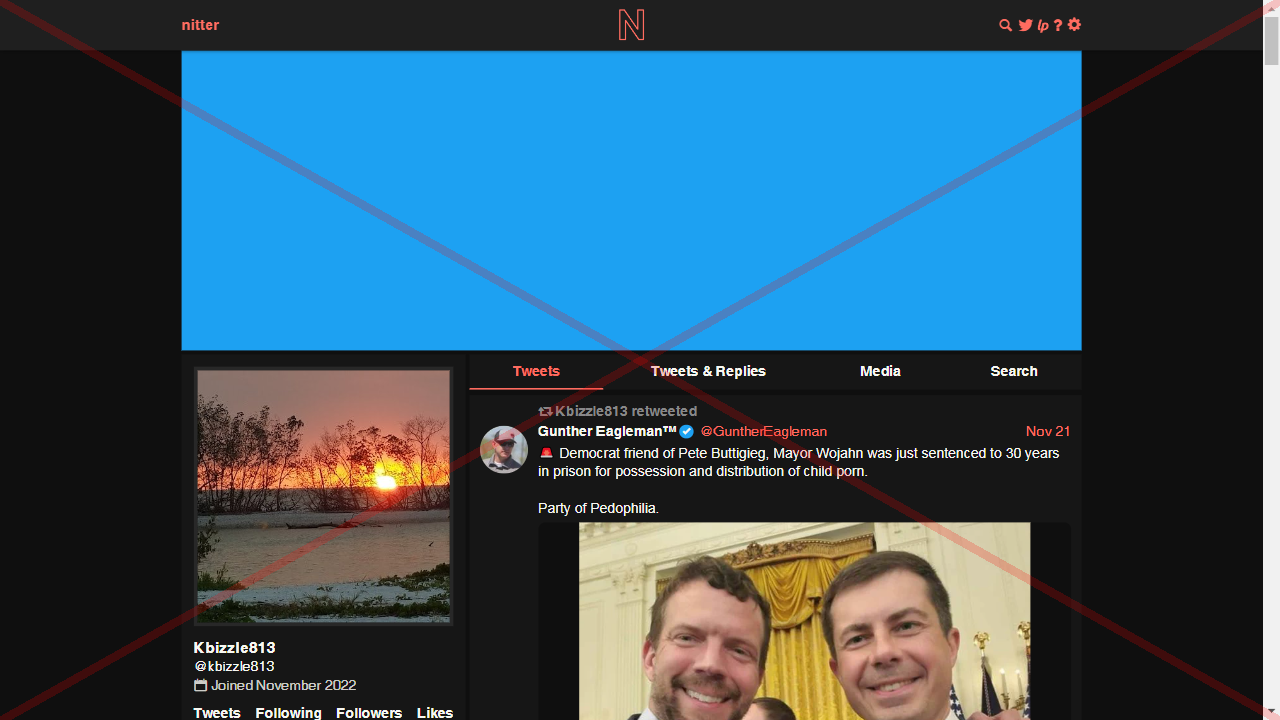 nitter
N
lp ?
Tweets
Tweets & Replies
Media
Search
Kbizzle813 retweeted
Gunther Eagleman™ @GuntherEagleman Nov 21
🚨 Democrat friend of Pete Buttigieg, Mayor Wojahn was just sentenced to 30 years
in prison for possession and distribution of child porn.
Party of Pedophilia.
Kbizzle813
@kbizzle813
Joined November 2022
Tweets Following Followers Likes